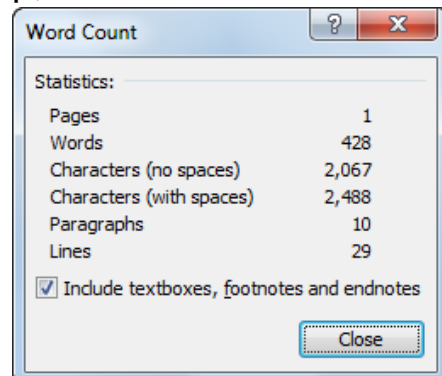 Word Count
Statistics:
Pages 1
Words 428
Characters (no spaces) 2,067
Characters (with spaces) 2,488
Paragraphs 10
Lines 29
Include textboxes, footnotes and endnotes
Close